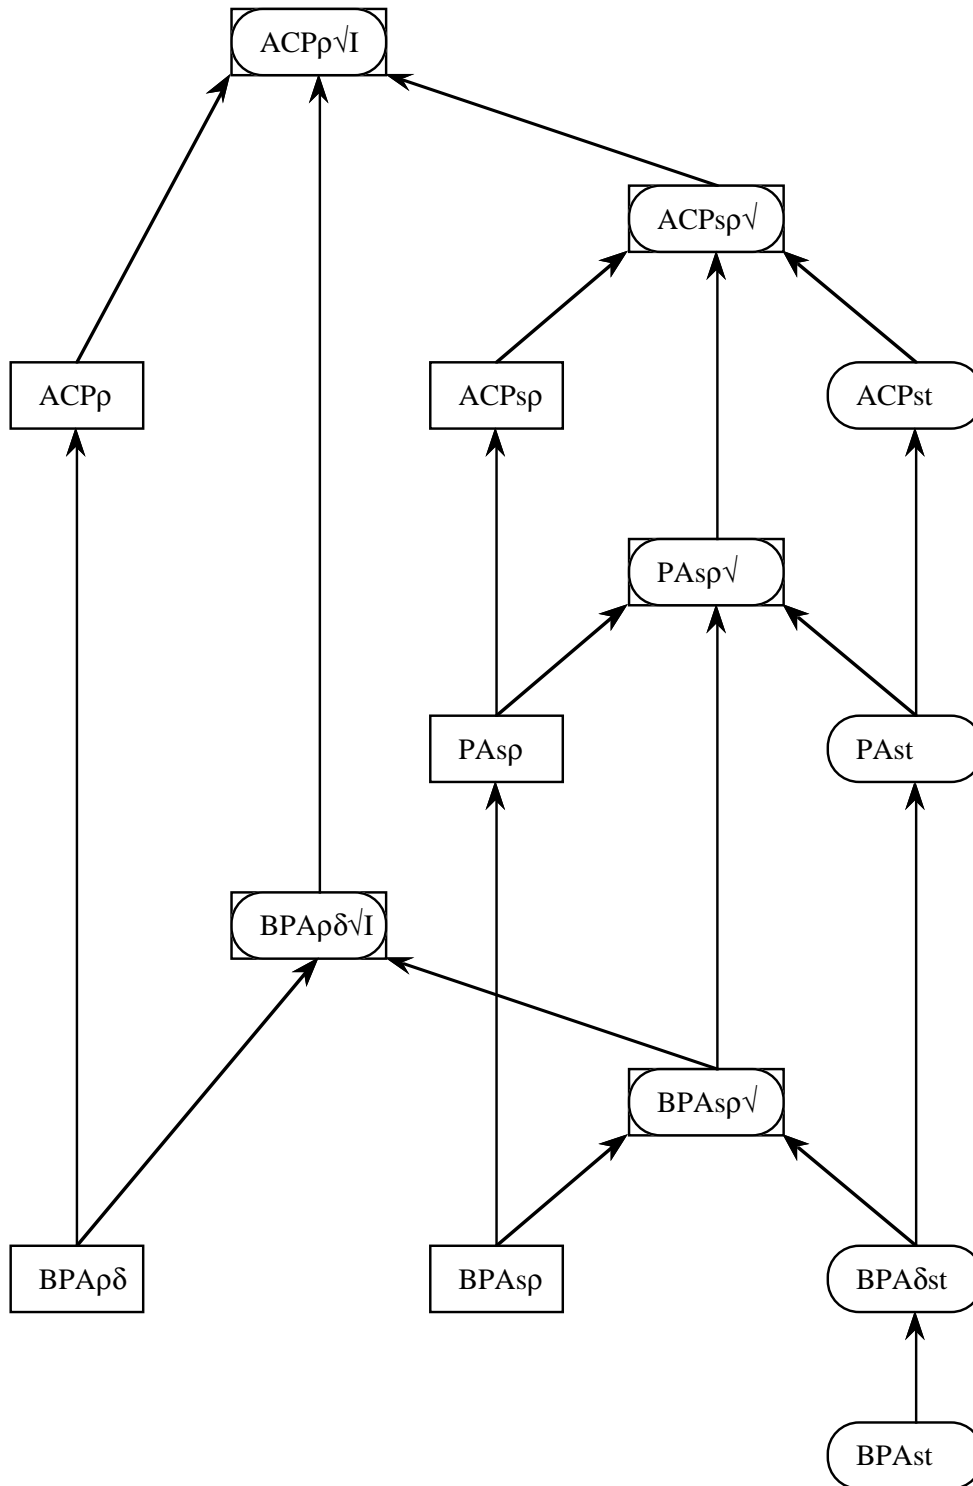 ACPρ√I
ACPsρ√
ACPρ
ACPsρ
ACPst
PAsρ√
PAsρ
PAst
BPAρδ√I
BPAsρ√
BPAρδ
BPAsρ
BPAδst
BPAst